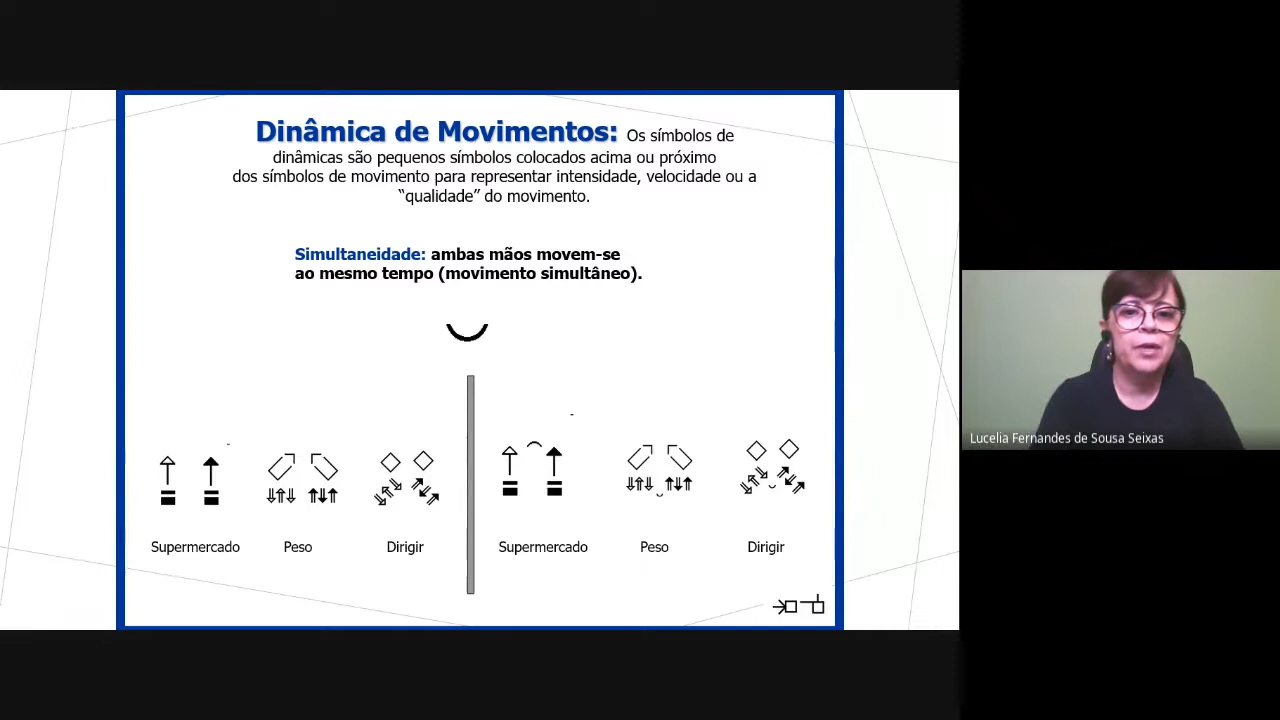 Dinâmica de Movimentos: Os símbolos de
dinâmicas são pequenos símbolos colocados acima ou próximo
dos símbolos de movimento para representar intensidade, velocidade ou a
“qualidade” do movimento.
Simultaneidade: ambas mãos movem-se
ao mesmo tempo (movimento simultâneo).
Supermercado Peso Dirigir Supermercado Peso Dirigir
Lucelia Fernandes de Sousa Seixas